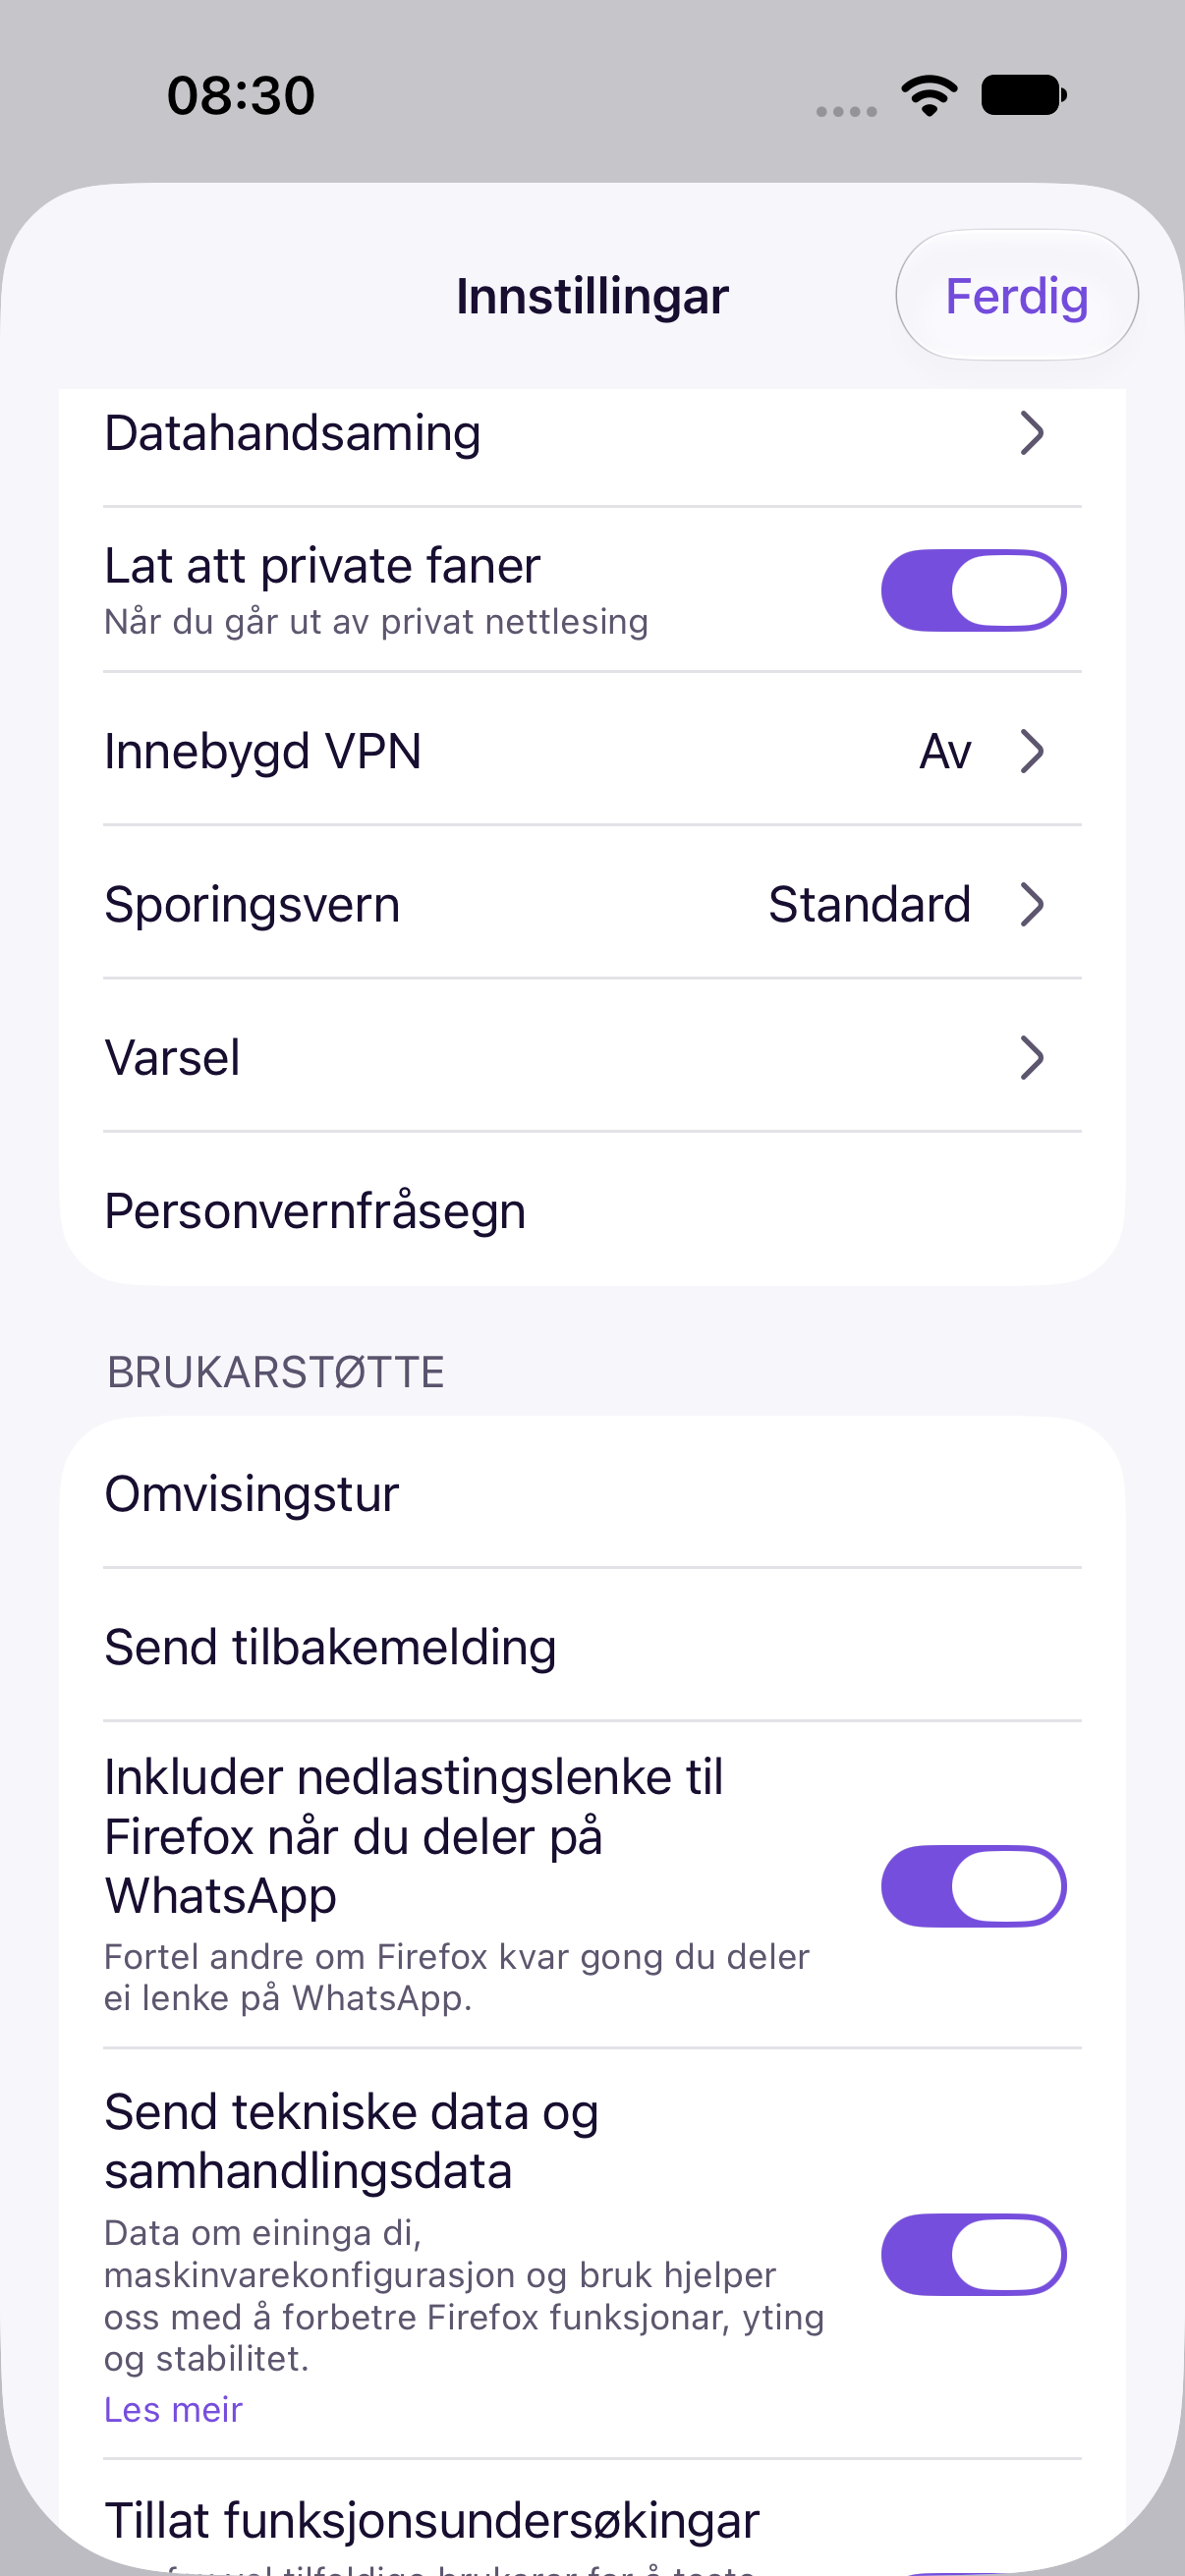 08:30
Innstillingar
Ferdig
Datahandsaming
Lat att private faner
Når du går ut av privat nettlesing
Innebygd VPN
Av
Sporingsvern
Standard
Varsel
Personvernfråsegn
BRUKARSTØTTE
Omvisingstur
Send tilbakemelding
Inkluder nedlastingslenke til
Firefox når du deler på
WhatsApp
Fortel andre om Firefox kvar gong du deler
ei lenke på WhatsApp.
Send tekniske data og
samhandlingsdata
Data om eininga di,
maskinvarekonfigurasjon og bruk hjelper
oss med å forbetre Firefox funksjonar, yting
og stabilitet.
Les meir
Tillat funksjonsundersøkingar